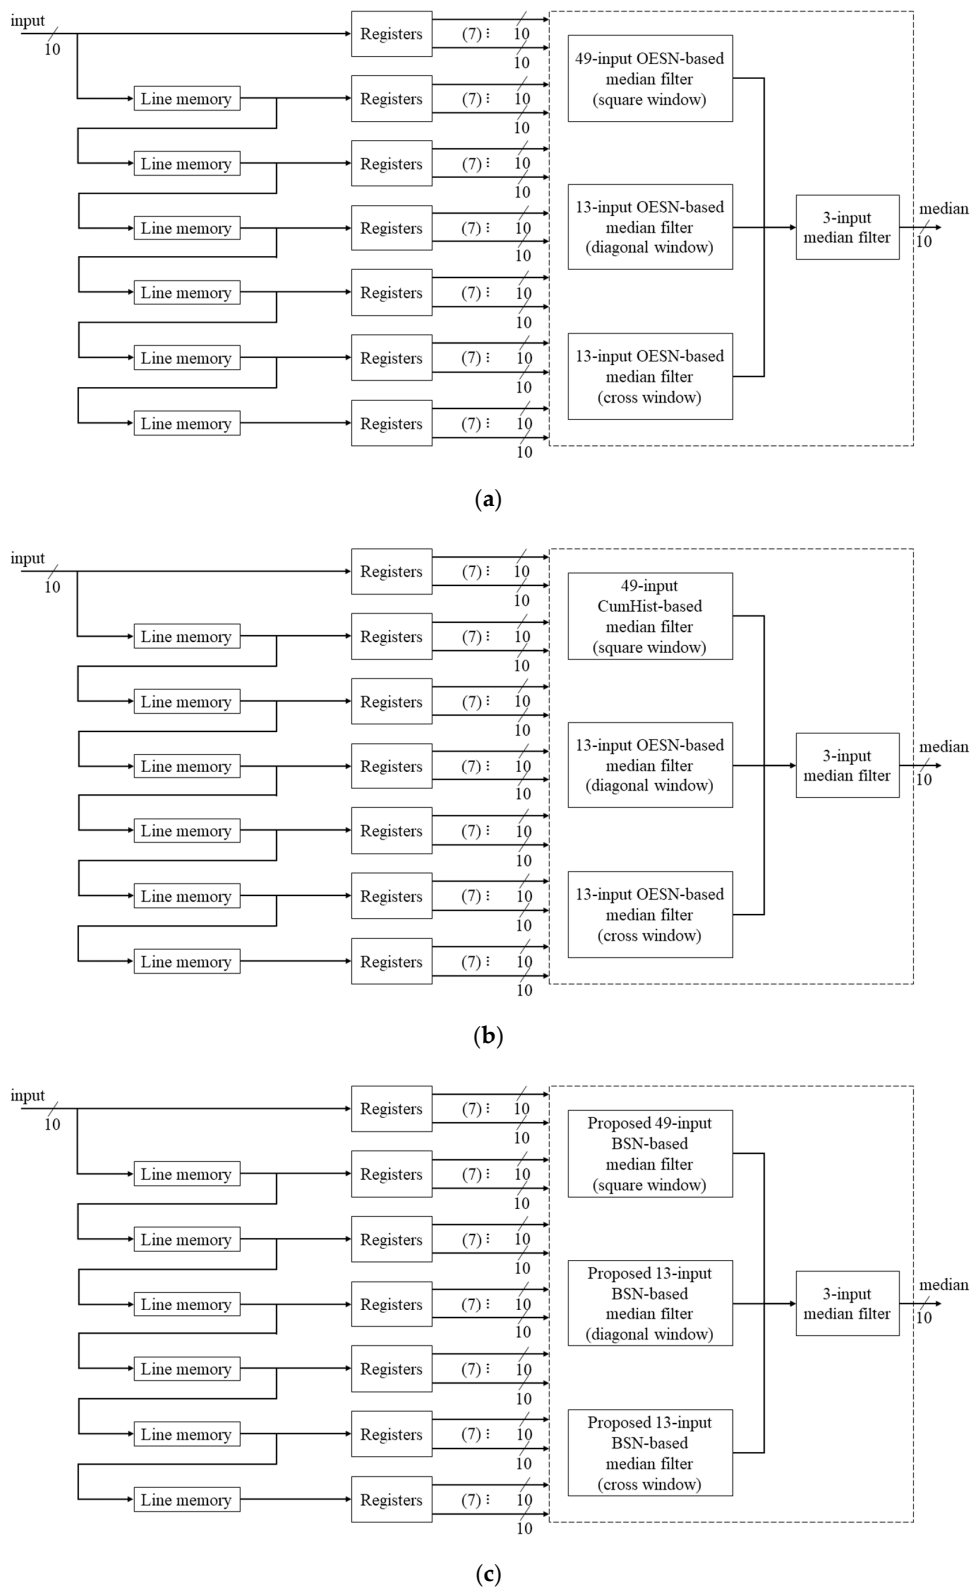 input
10
Registers
(7) ⋮
10
10
Line memory
Registers
(7) ⋮
10
10
Line memory
Registers
(7) ⋮
10
10
Line memory
Registers
(7) ⋮
10
10
Line memory
Registers
(7) ⋮
10
10
Line memory
Registers
(7) ⋮
10
10
Line memory
Registers
(7) ⋮
10
10
49-input OESN-based
median filter
(square window)
13-input OESN-based
median filter
(diagonal window)
13-input OESN-based
median filter
(cross window)
3-input
median filter
median
10
(a)
input
10
Registers
(7) ⋮
10
10
Line memory
Registers
(7) ⋮
10
10
Line memory
Registers
(7) ⋮
10
10
Line memory
Registers
(7) ⋮
10
10
Line memory
Registers
(7) ⋮
10
10
Line memory
Registers
(7) ⋮
10
10
Line memory
Registers
(7) ⋮
10
10
49-input
CumHist-based
median filter
(square window)
13-input OESN-based
median filter
(diagonal window)
13-input OESN-based
median filter
(cross window)
3-input
median filter
median
10
(b)
input
10
Registers
(7) ⋮
10
10
Line memory
Registers
(7) ⋮
10
10
Line memory
Registers
(7) ⋮
10
10
Line memory
Registers
(7) ⋮
10
10
Line memory
Registers
(7) ⋮
10
10
Line memory
Registers
(7) ⋮
10
10
Line memory
Registers
(7) ⋮
10
10
Proposed 49-input
BSN-based
median filter
(square window)
Proposed 13-input
BSN-based
median filter
(diagonal window)
Proposed 13-input
BSN-based
median filter
(cross window)
3-input
median filter
median
10
(c)